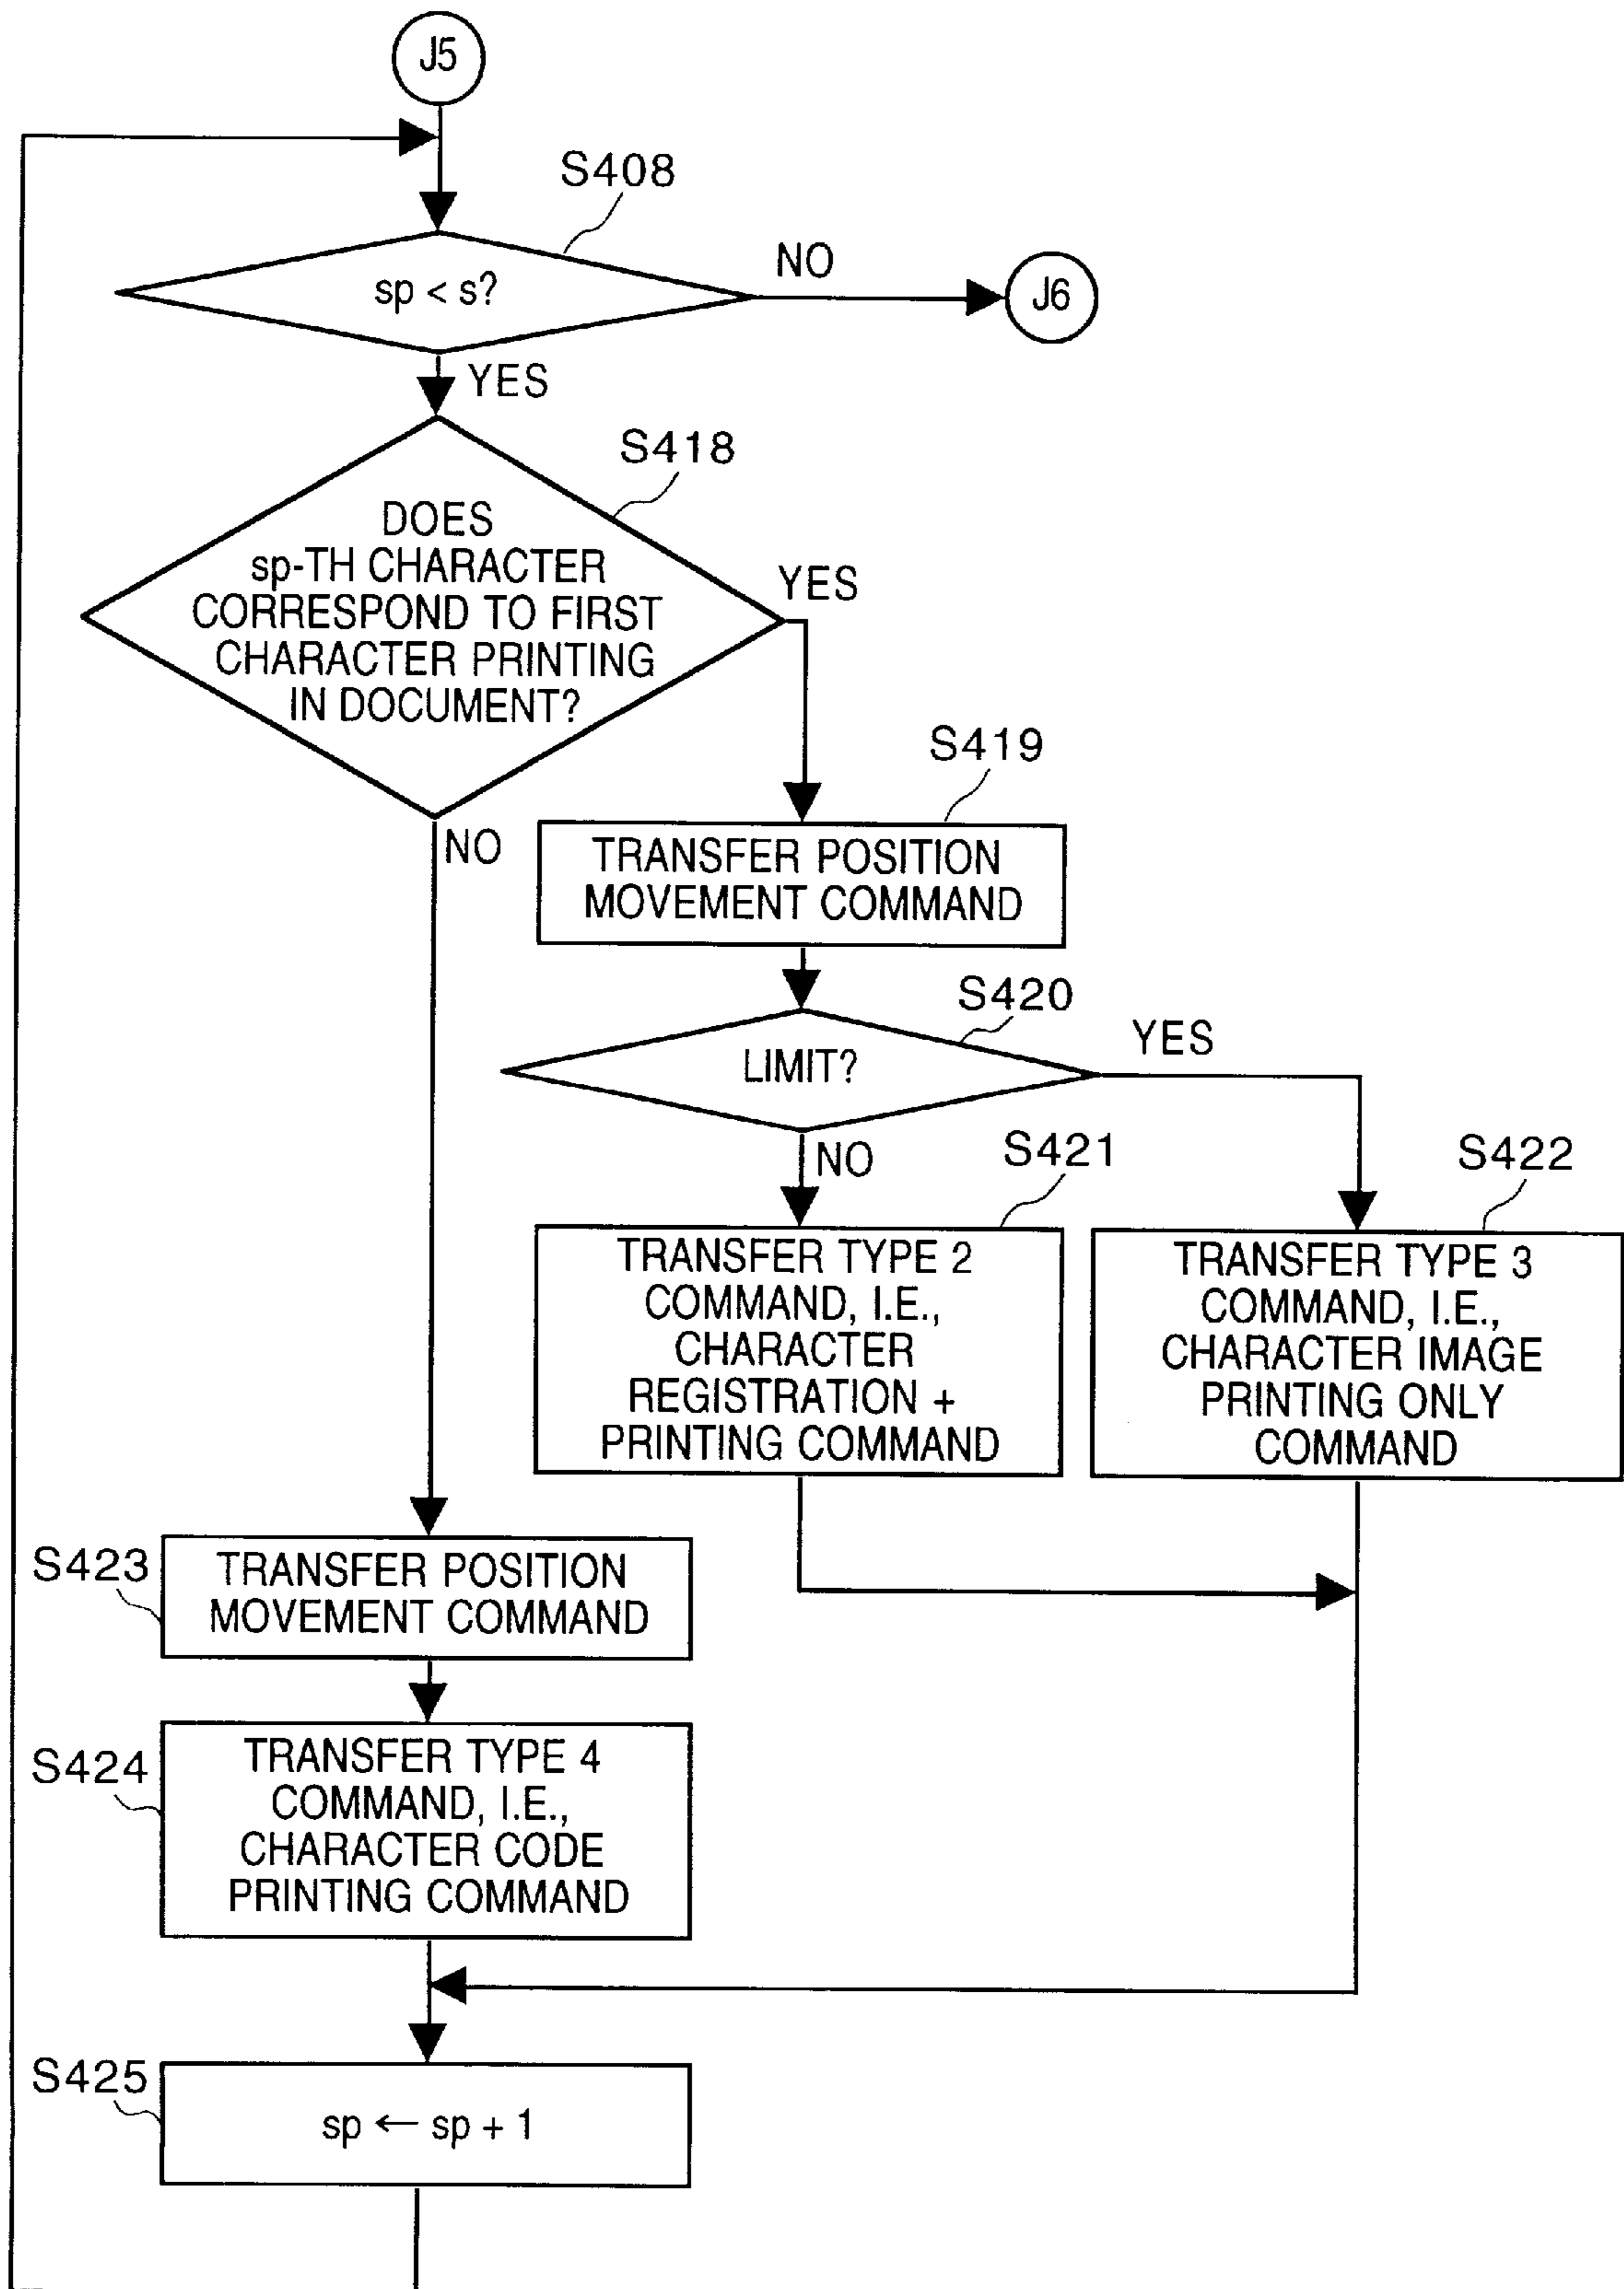 J5
S408
sp < s?
NO
J6
YES
S418
DOES
sp-TH CHARACTER
CORRESPOND TO FIRST
CHARACTER PRINTING
IN DOCUMENT?
YES
S419
NO
TRANSFER POSITION
MOVEMENT COMMAND
S420
LIMIT?
YES
NO
S421
TRANSFER TYPE 2
COMMAND, I.E.,
CHARACTER
REGISTRATION +
PRINTING COMMAND
S422
TRANSFER TYPE 3
COMMAND, I.E.,
CHARACTER IMAGE
PRINTING ONLY
COMMAND
S423
TRANSFER POSITION
MOVEMENT COMMAND
S424
TRANSFER TYPE 4
COMMAND, I.E.,
CHARACTER CODE
PRINTING COMMAND
S425
sp ← sp + 1